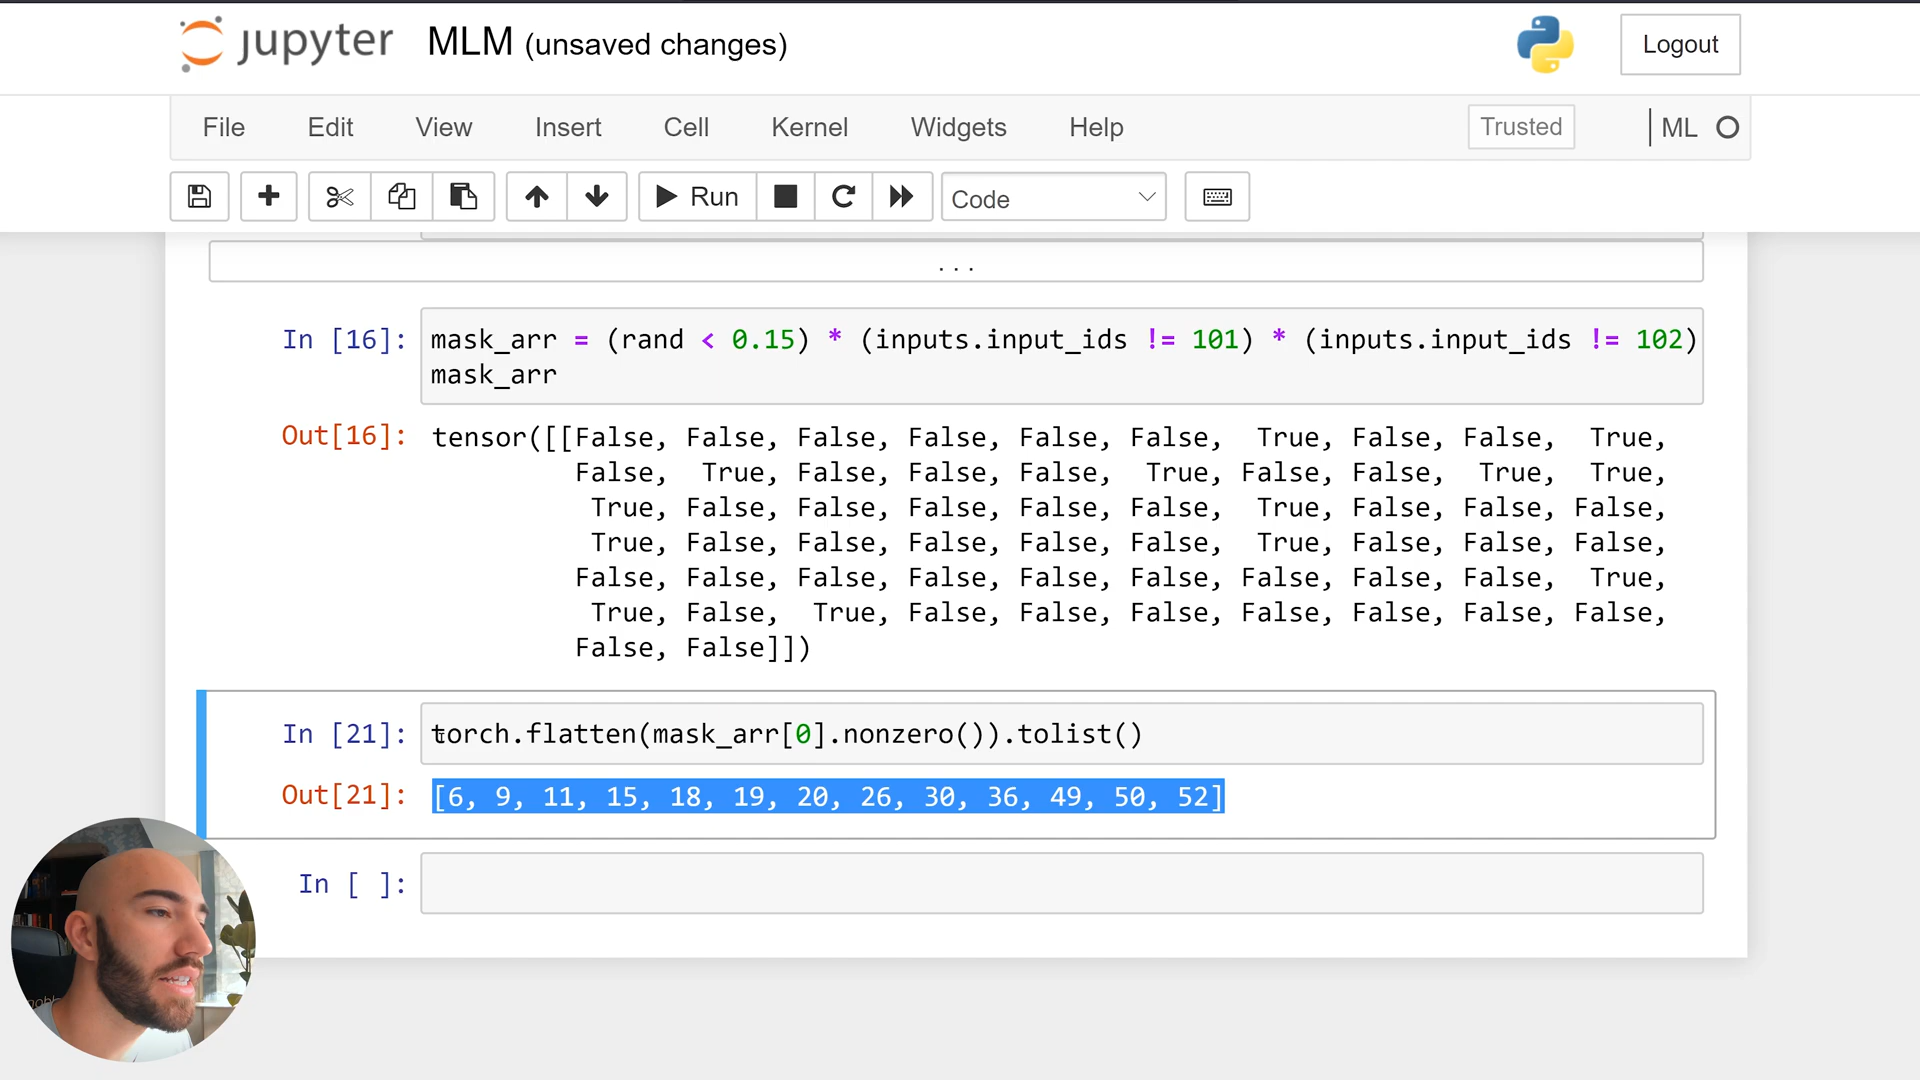 jupyter MLM (unsaved changes) Logout
File Edit View Insert Cell Kernel Widgets Help Trusted ML
Run Code
...
In [16]: mask_arr = (rand < 0.15) * (inputs.input_ids != 101) * (inputs.input_ids != 102)
mask_arr
Out[16]: tensor([[False, False, False, False, False, False, True, False, False, True,
False, True, False, False, False, True, False, False, True, True,
True, False, False, False, False, False, True, False, False, False,
True, False, False, False, False, False, True, False, False, False,
False, False, False, False, False, False, False, False, False, True,
True, False, True, False, False, False, False, False, False, False,
False, False]])
In [21]: torch.flatten(mask_arr[0].nonzero()).tolist()
Out[21]: [6, 9, 11, 15, 18, 19, 20, 26, 30, 36, 49, 50, 52]
In [ ]: